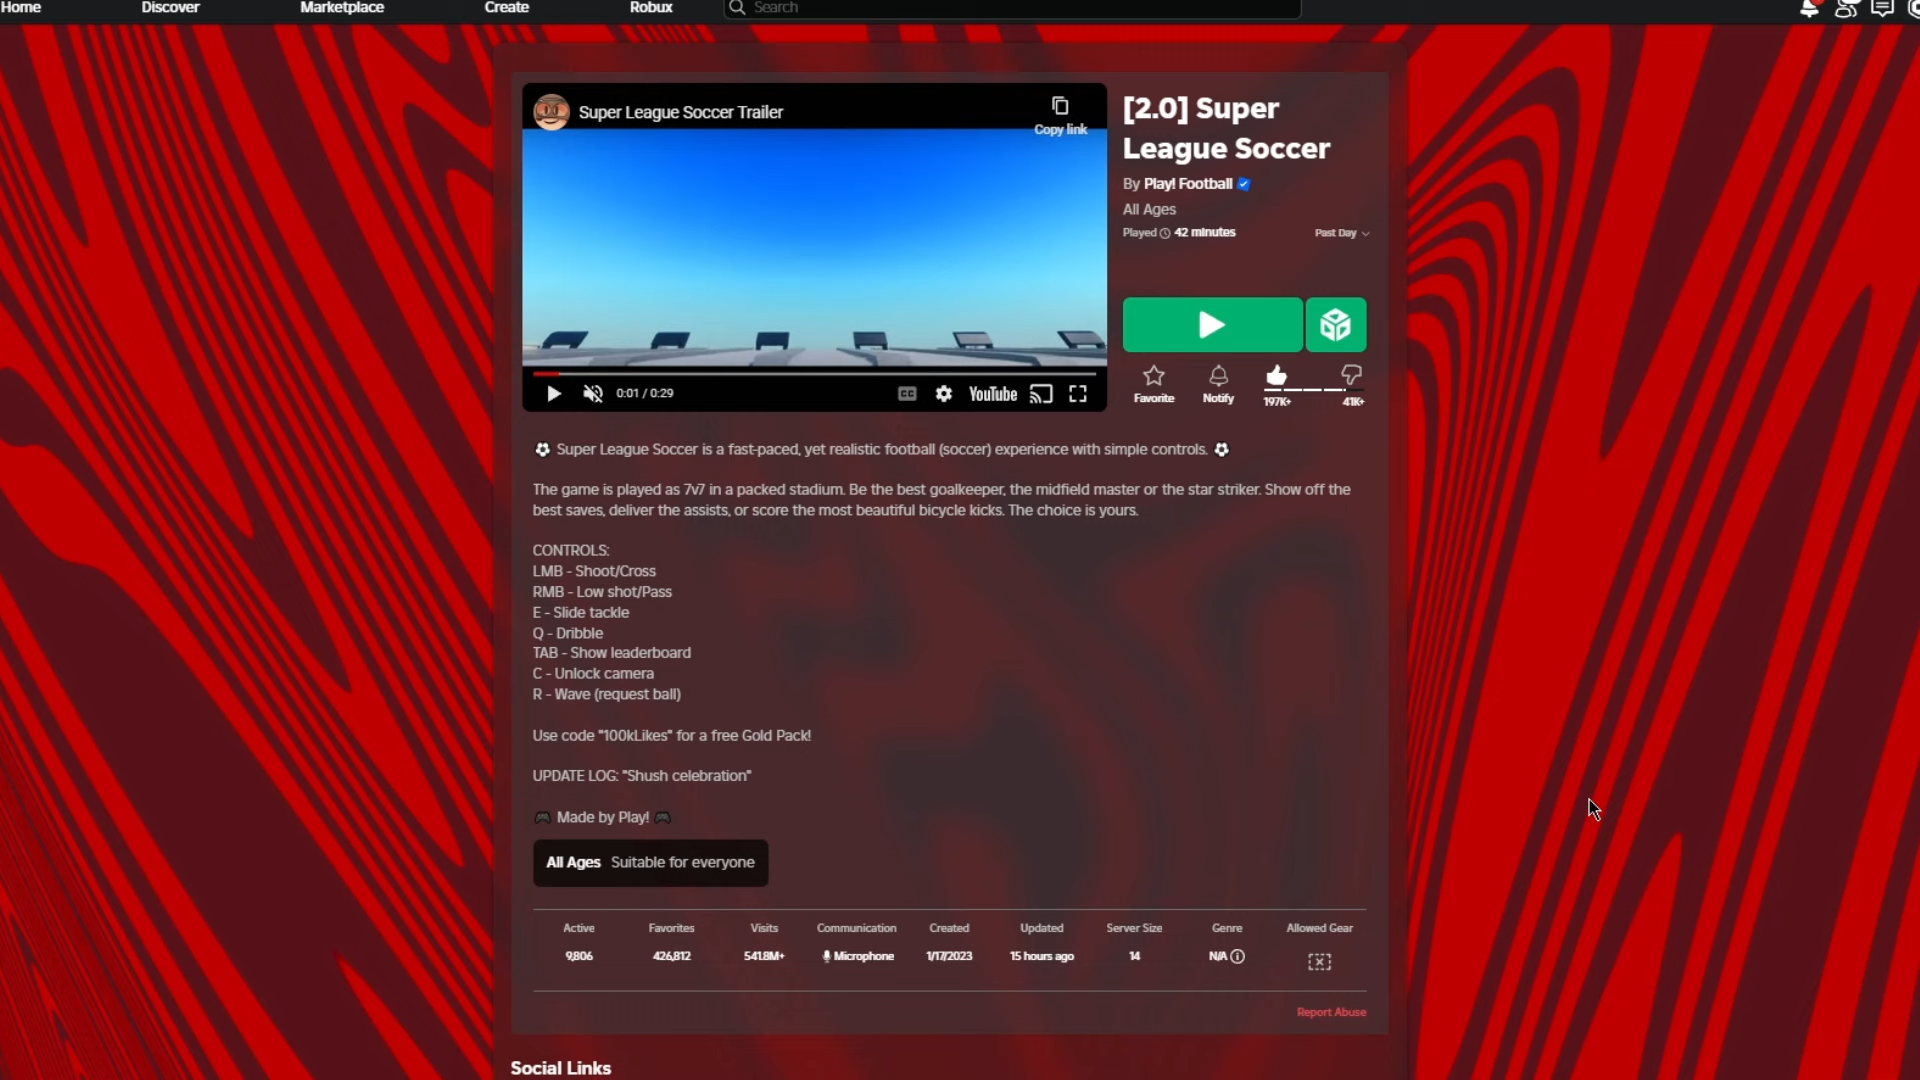 Home Discover Marketplace Create Robux Search
Super League Soccer Trailer
Copy link
[2.0] Super
League Soccer
By Play! Football
All Ages
Played 42 minutes Past Day
0:01 / 0:29 CC YouTube
Favorite Notify 197K+ 41K+
Super League Soccer is a fast-paced, yet realistic football (soccer) experience with simple controls.
The game is played as 7v7 in a packed stadium. Be the best goalkeeper, the midfield master or the star striker. Show off the
best saves, deliver the assists, or score the most beautiful bicycle kicks. The choice is yours.
CONTROLS:
LMB - Shoot/Cross
RMB - Low shot/Pass
E - Slide tackle
Q - Dribble
TAB - Show leaderboard
C - Unlock camera
R - Wave (request ball)
Use code "100kLikes" for a free Gold Pack!
UPDATE LOG: "Shush celebration"
Made by Play!
All Ages Suitable for everyone
Active Favorites Visits Communication Created Updated Server Size Genre Allowed Gear
9,806 426,812 541.8M+ Microphone 1/17/2023 15 hours ago 14 N/A
Report Abuse
Social Links